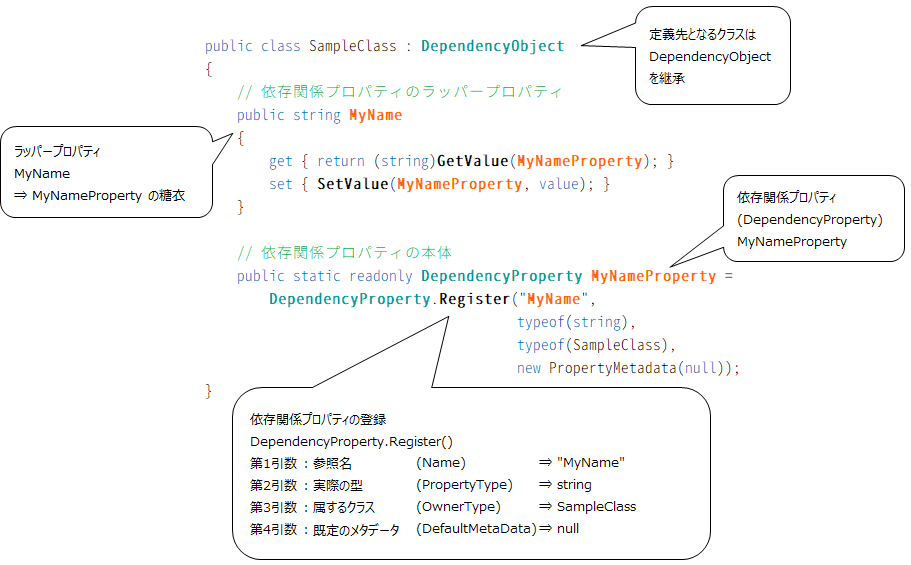 public class SampleClass : DependencyObject
{
// 依存関係プロパティのラッパープロパティ
public string MyName
{
get { return (string)GetValue(MyNameProperty); }
set { SetValue(MyNameProperty, value); }
}
// 依存関係プロパティの本体
public static readonly DependencyProperty MyNameProperty =
DependencyProperty.Register("MyName",
typeof(string),
typeof(SampleClass),
new PropertyMetadata(null));
}
定義先となるクラスは
DependencyObject
を継承
ラッパープロパティ
MyName
⇒ MyNameProperty の糖衣
依存関係プロパティ
(DependencyProperty)
MyNameProperty
依存関係プロパティの登録
DependencyProperty.Register()
第1引数 : 参照名 (Name) ⇒ "MyName"
第2引数 : 実際の型 (PropertyType) ⇒ string
第3引数 : 属するクラス (OwnerType) ⇒ SampleClass
第4引数 : 既定のメタデータ (DefaultMetaData) ⇒ null